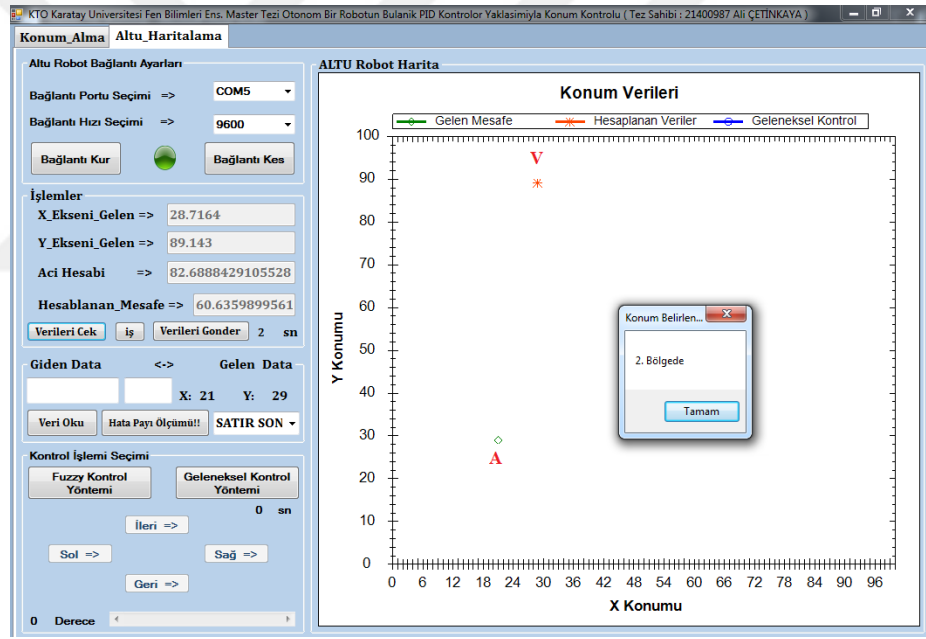 KTO Karatay Universitesi Fen Bilimleri Ens. Master Tezi Otonom Bir Robotun Bulanik PID Kontrolor Yaklasimiyla Konum Kontrolu ( Tez Sahibi : 21400987 Ali ÇETİNKAYA )
Konum_Alma Altu_Haritalama
Altu Robot Bağlantı Ayarları
Bağlantı Portu Seçimi => COM5
Bağlantı Hızı Seçimi => 9600
Bağlantı Kur Bağlantı Kes
İşlemler
X_Ekseni_Gelen => 28.7164
Y_Ekseni_Gelen => 89.143
Aci Hesabi => 82.6888429105528
Hesablanan_Mesafe => 60.6359899561
Verileri Cek iş Verileri Gonder 2 sn
Giden Data <-> Gelen Data
X: 21 Y: 29
Veri Oku Hata Payı Ölçümü!! SATIR SON
Kontrol İşlemi Seçimi
Fuzzy Kontrol Yöntemi Geleneksel Kontrol Yöntemi
0 sn
İleri =>
Sol => Sağ =>
Geri =>
0 Derece
ALTU Robot Harita
Konum Verileri
Gelen Mesafe Hesaplanan Veriler Geleneksel Kontrol
100
90
80
70
60
50
40
30
20
10
0
Y Konumu
V
A
0 6 12 18 24 30 36 42 48 54 60 66 72 78 84 90 96
X Konumu
Konum Belirlen...
2. Bölgede
Tamam